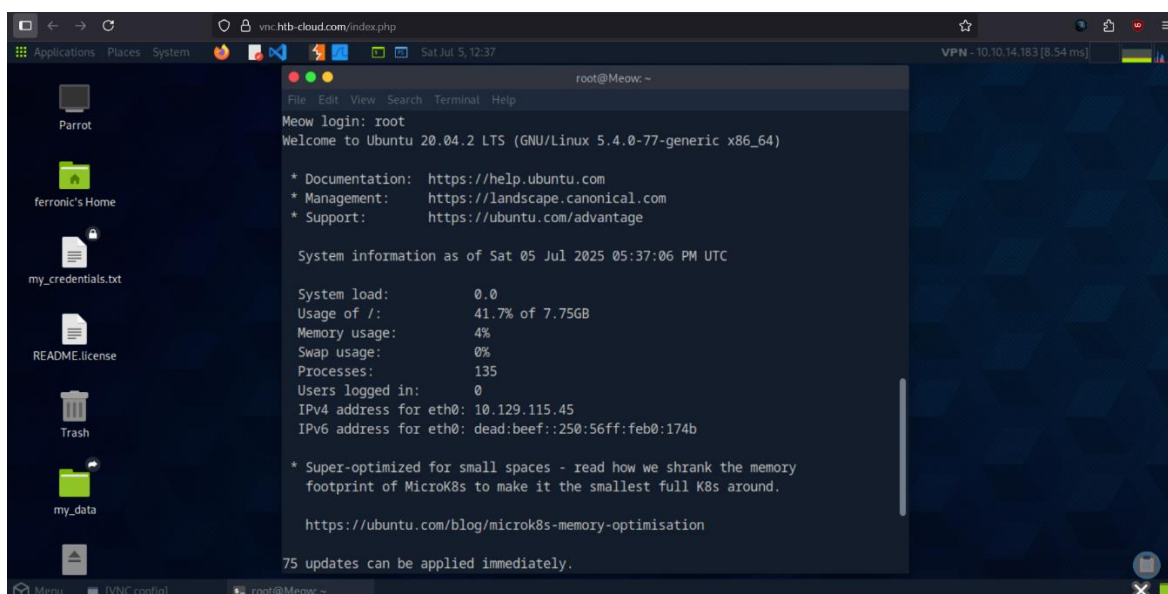 vnc.htb-cloud.com/index.php
Applications Places System
Sat Jul 5, 12:37
VPN - 10.10.14.183 [8.54 ms]
root@Meow: ~
File Edit View Search Terminal Help
Parrot
ferronic's Home
my_credentials.txt
README.license
Trash
my_data
Meow login: root
Welcome to Ubuntu 20.04.2 LTS (GNU/Linux 5.4.0-77-generic x86_64)
* Documentation: https://help.ubuntu.com
* Management: https://landscape.canonical.com
* Support: https://ubuntu.com/advantage
System information as of Sat 05 Jul 2025 05:37:06 PM UTC
System load: 0.0
Usage of /: 41.7% of 7.75GB
Memory usage: 4%
Swap usage: 0%
Processes: 135
Users logged in: 0
IPv4 address for eth0: 10.129.115.45
IPv6 address for eth0: dead:beef::250:56ff:feb0:174b
* Super-optimized for small spaces - read how we shrank the memory
footprint of MicroK8s to make it the smallest full K8s around.
https://ubuntu.com/blog/microk8s-memory-optimisation
75 updates can be applied immediately.
Menu
[VNC config]
root@Meow: ~